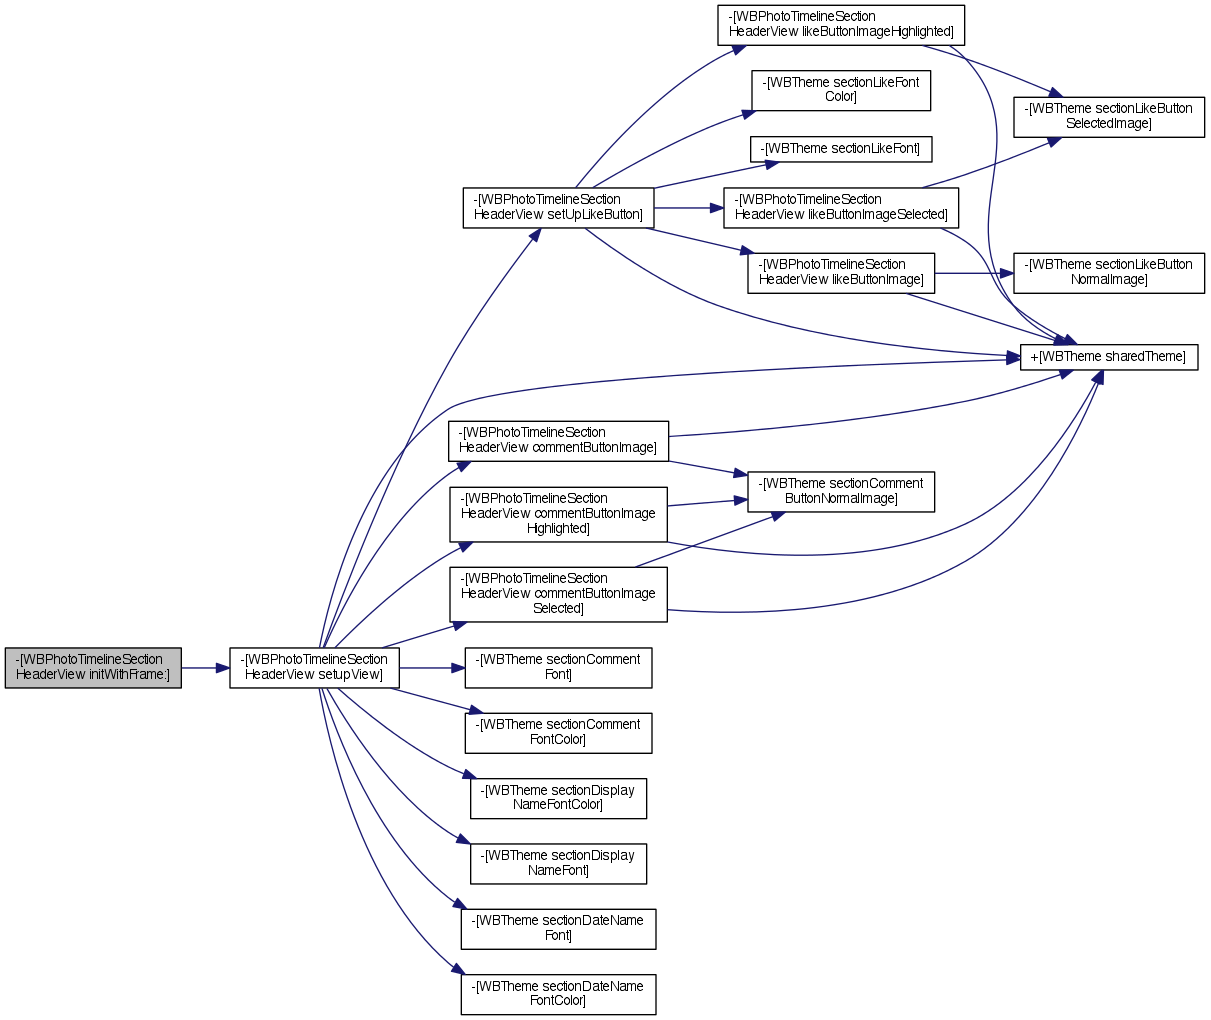 -[WBPhotoTimelineSection
HeaderView likeButtonImageHighlighted]
-[WBTheme sectionLikeFont
Color]
-[WBTheme sectionLikeButton
SelectedImage]
-[WBTheme sectionLikeFont]
-[WBPhotoTimelineSection
HeaderView setUpLikeButton]
-[WBPhotoTimelineSection
HeaderView likeButtonImageSelected]
-[WBPhotoTimelineSection
HeaderView likeButtonImage]
-[WBTheme sectionLikeButton
NormalImage]
+[WBTheme sharedTheme]
-[WBPhotoTimelineSection
HeaderView commentButtonImage]
-[WBTheme sectionComment
ButtonNormalImage]
-[WBPhotoTimelineSection
HeaderView commentButtonImage
Highlighted]
-[WBPhotoTimelineSection
HeaderView commentButtonImage
Selected]
-[WBPhotoTimelineSection
HeaderView initWithFrame:]
-[WBPhotoTimelineSection
HeaderView setupView]
-[WBTheme sectionComment
Font]
-[WBTheme sectionComment
FontColor]
-[WBTheme sectionDisplay
NameFontColor]
-[WBTheme sectionDisplay
NameFont]
-[WBTheme sectionDateName
Font]
-[WBTheme sectionDateName
FontColor]